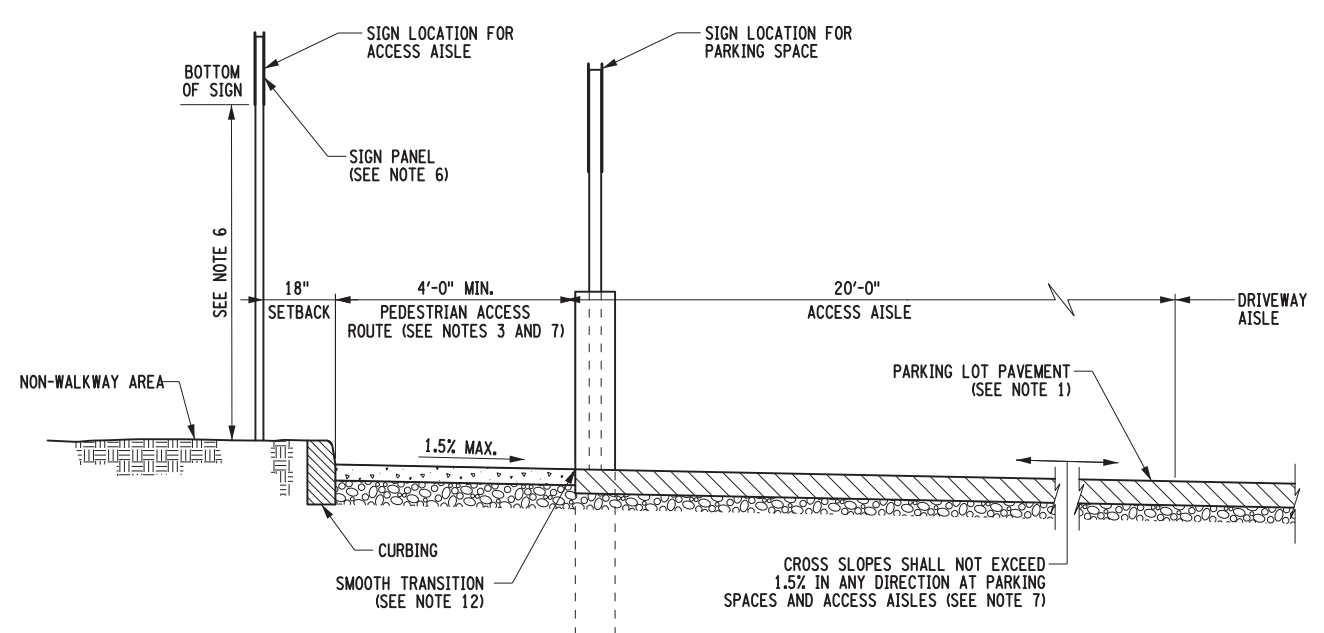 SIGN LOCATION FOR
ACCESS AISLE
SIGN LOCATION FOR
PARKING SPACE
BOTTOM
OF SIGN
SIGN PANEL
(SEE NOTE 6)
SEE NOTE 6
18"
SETBACK
4'-0" MIN.
PEDESTRIAN ACCESS
ROUTE (SEE NOTES 3 AND 7)
20'-0"
ACCESS AISLE
DRIVEWAY
AISLE
PARKING LOT PAVEMENT
(SEE NOTE 1)
NON-WALKWAY AREA
1.5% MAX.
CURBING
SMOOTH TRANSITION
(SEE NOTE 12)
CROSS SLOPES SHALL NOT EXCEED
1.5% IN ANY DIRECTION AT PARKING
SPACES AND ACCESS AISLES (SEE NOTE 7)